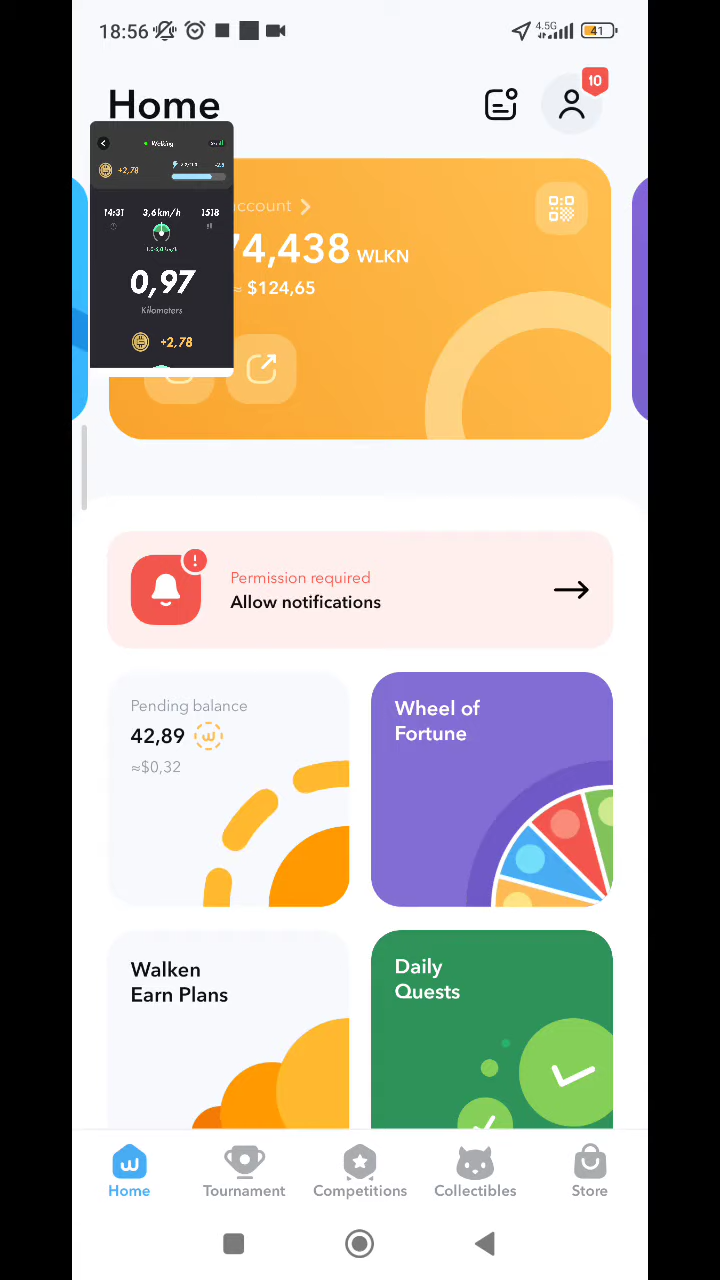 18:56
4.5G
41
Home
10
Walking
+2,78
14:31
3,6 km/h
1518
0,97
Kilometers
+2,78
account
74,438 WLKN
≈ $124,65
Permission required
Allow notifications
Pending balance
42,89
≈$0,32
Wheel of
Fortune
Walken
Earn Plans
Daily
Quests
Home
Tournament
Competitions
Collectibles
Store